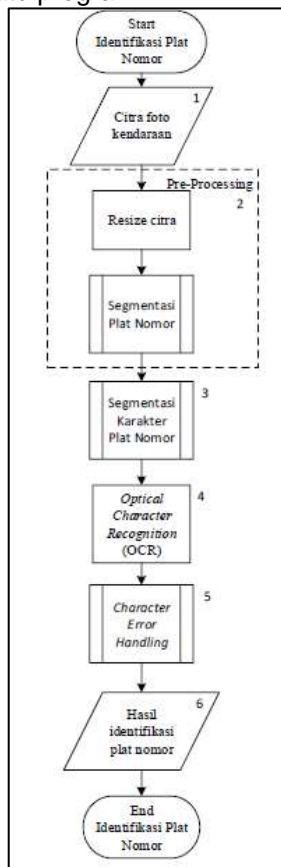 Start
Identifikasi Plat
Nomor
1
Citra foto
kendaraan
Pre-Processing
2
Resize citra
Segmentasi
Plat Nomor
3
Segmentasi
Karakter
Plat Nomor
4
Optical
Character
Recognition
(OCR)
5
Character
Error
Handling
6
Hasil
identifikasi
plat nomor
End
Identifikasi Plat
Nomor